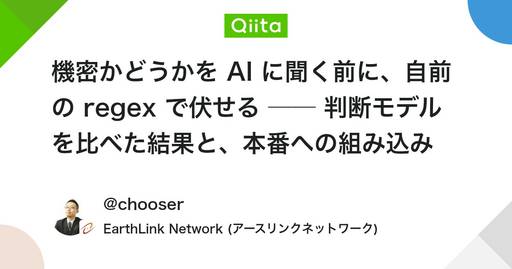 Qiita
機密かどうかを AI に聞く前に、自前
の regex で伏せる ── 判断モデル
を比べた結果と、本番への組み込み
@chooser
EarthLink Network (アースリンクネットワーク)